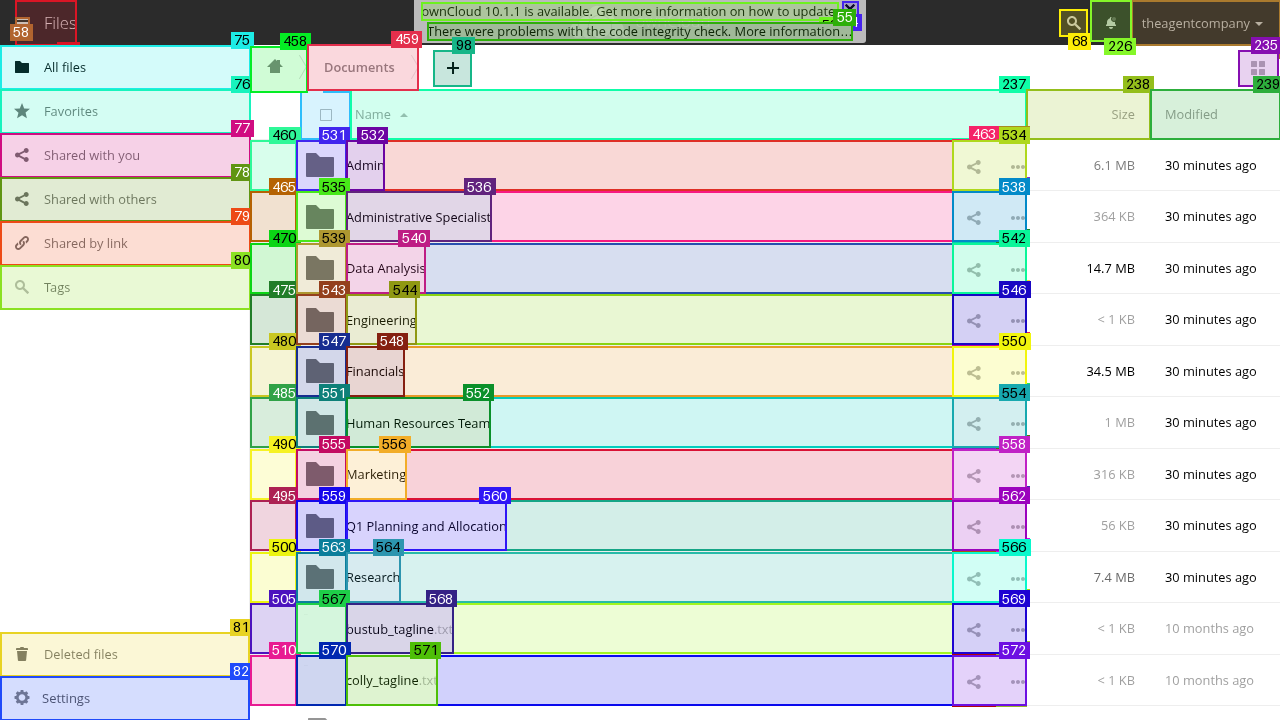 ownCloud 10.1.1 is available. Get more information on how to update
There were problems with the code integrity check. More information…
55
Files
58
theagentcompany
68
226
235
75
458
459
98
All files
Documents
76
237
238
239
Favorites
Name
Size
Modified
77
460
531
532
463
534
Shared with you
Admin
6.1 MB
30 minutes ago
78
465
535
536
538
Shared with others
Administrative Specialist
364 KB
30 minutes ago
79
470
539
540
542
Shared by link
Data Analysis
14.7 MB
30 minutes ago
80
475
543
544
546
Tags
Engineering
< 1 KB
30 minutes ago
480
547
548
550
Financials
34.5 MB
30 minutes ago
485
551
552
554
Human Resources Team
1 MB
30 minutes ago
490
555
556
558
Marketing
316 KB
30 minutes ago
495
559
560
562
Q1 Planning and Allocation
56 KB
30 minutes ago
500
563
564
566
Research
7.4 MB
30 minutes ago
505
567
568
569
bustub_tagline.txt
< 1 KB
10 months ago
81
510
570
571
572
Deleted files
colly_tagline.txt
< 1 KB
10 months ago
82
Settings